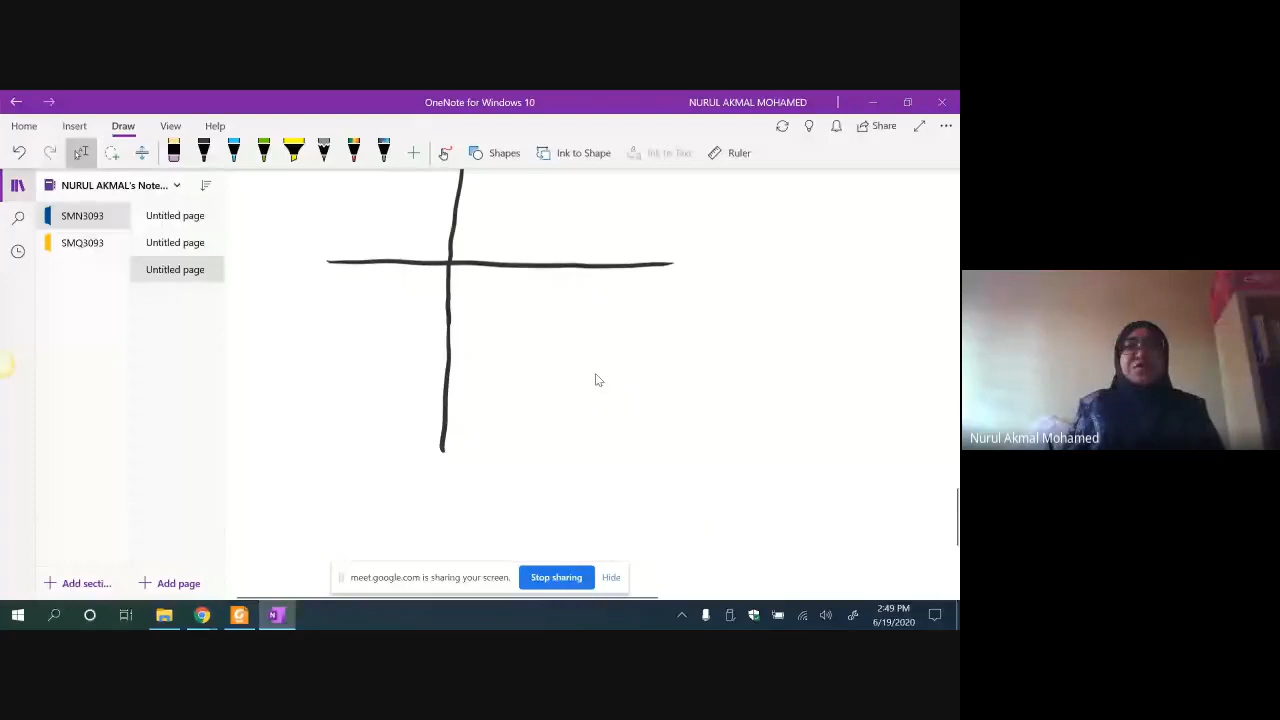 OneNote for Windows 10
NURUL AKMAL MOHAMED
Home Insert Draw View Help
Share
Shapes
Ink to Shape
Ink to Text
Ruler
NURUL AKMAL's Note...
SMN3093
SMQ3093
Untitled page
Untitled page
Untitled page
Nurul Akmal Mohamed
meet.google.com is sharing your screen.
Stop sharing
Hide
Add secti...
Add page
2:49 PM
6/19/2020